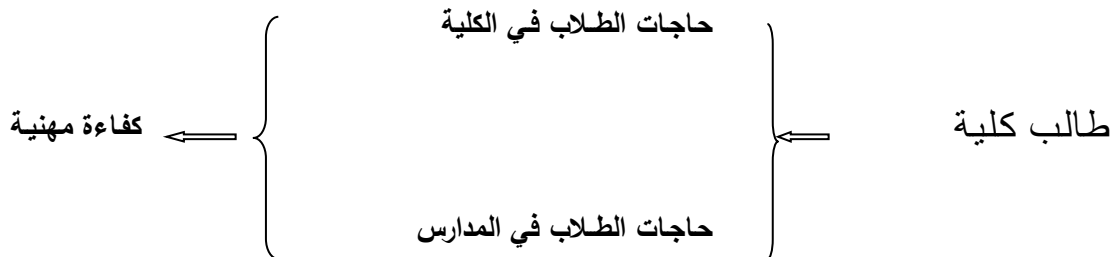 حاجات الطلاب في الكلية
طالب كلية
كفاءة مهنية
حاجات الطلاب في المدارس